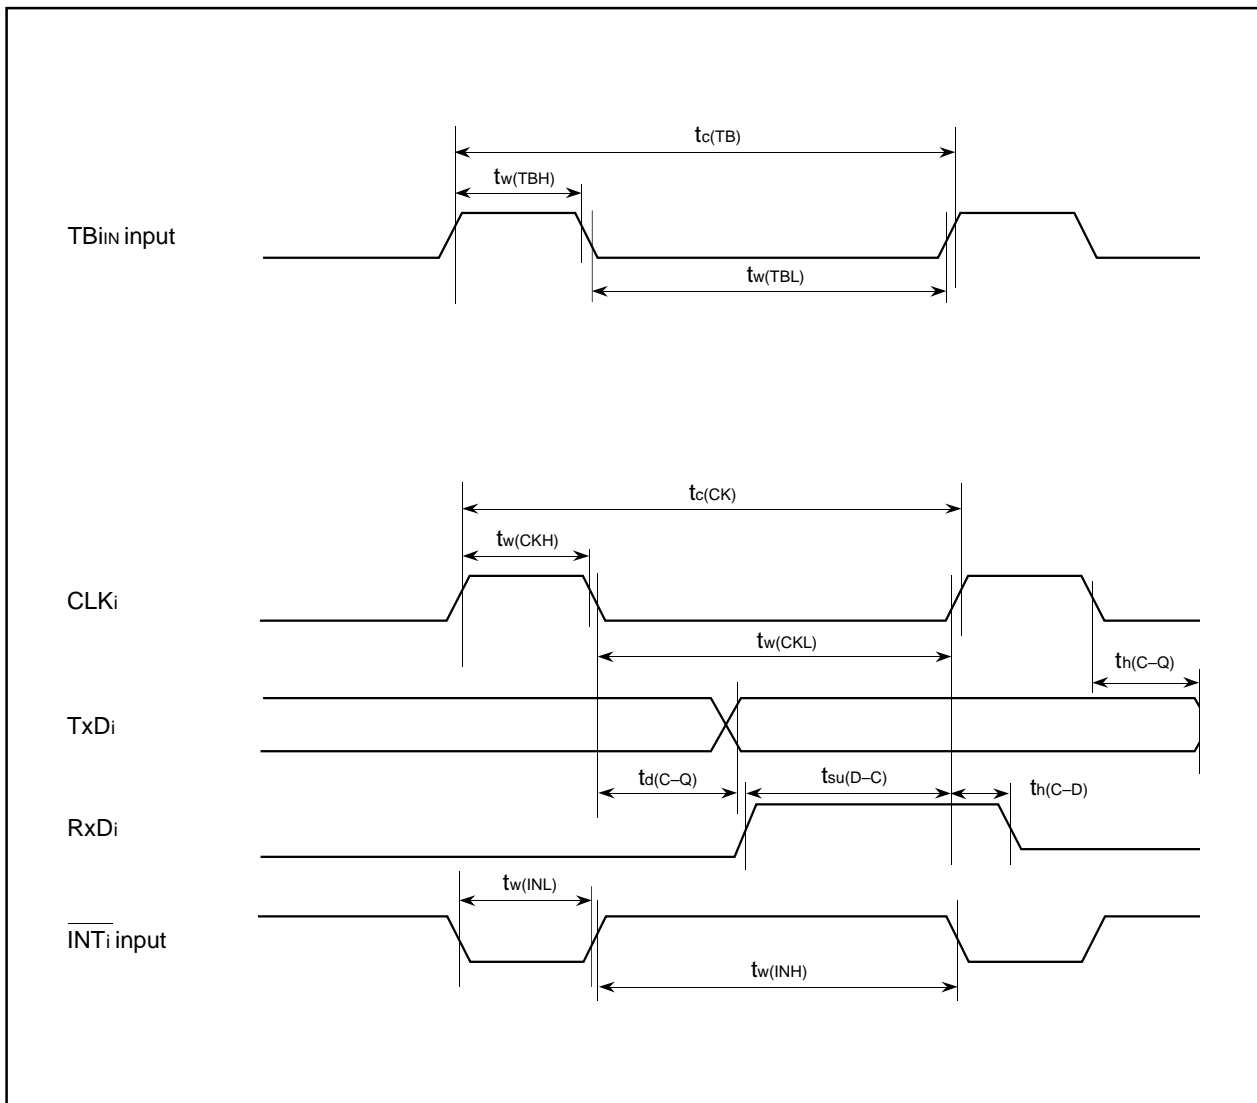 tc(TB)
tw(TBH)
TBiIN input
tw(TBL)
tc(CK)
tw(CKH)
CLKi
tw(CKL)
th(C–Q)
TxDi
td(C–Q)
tsu(D–C)
th(C–D)
RxDi
tw(INL)
INTi input
tw(INH)